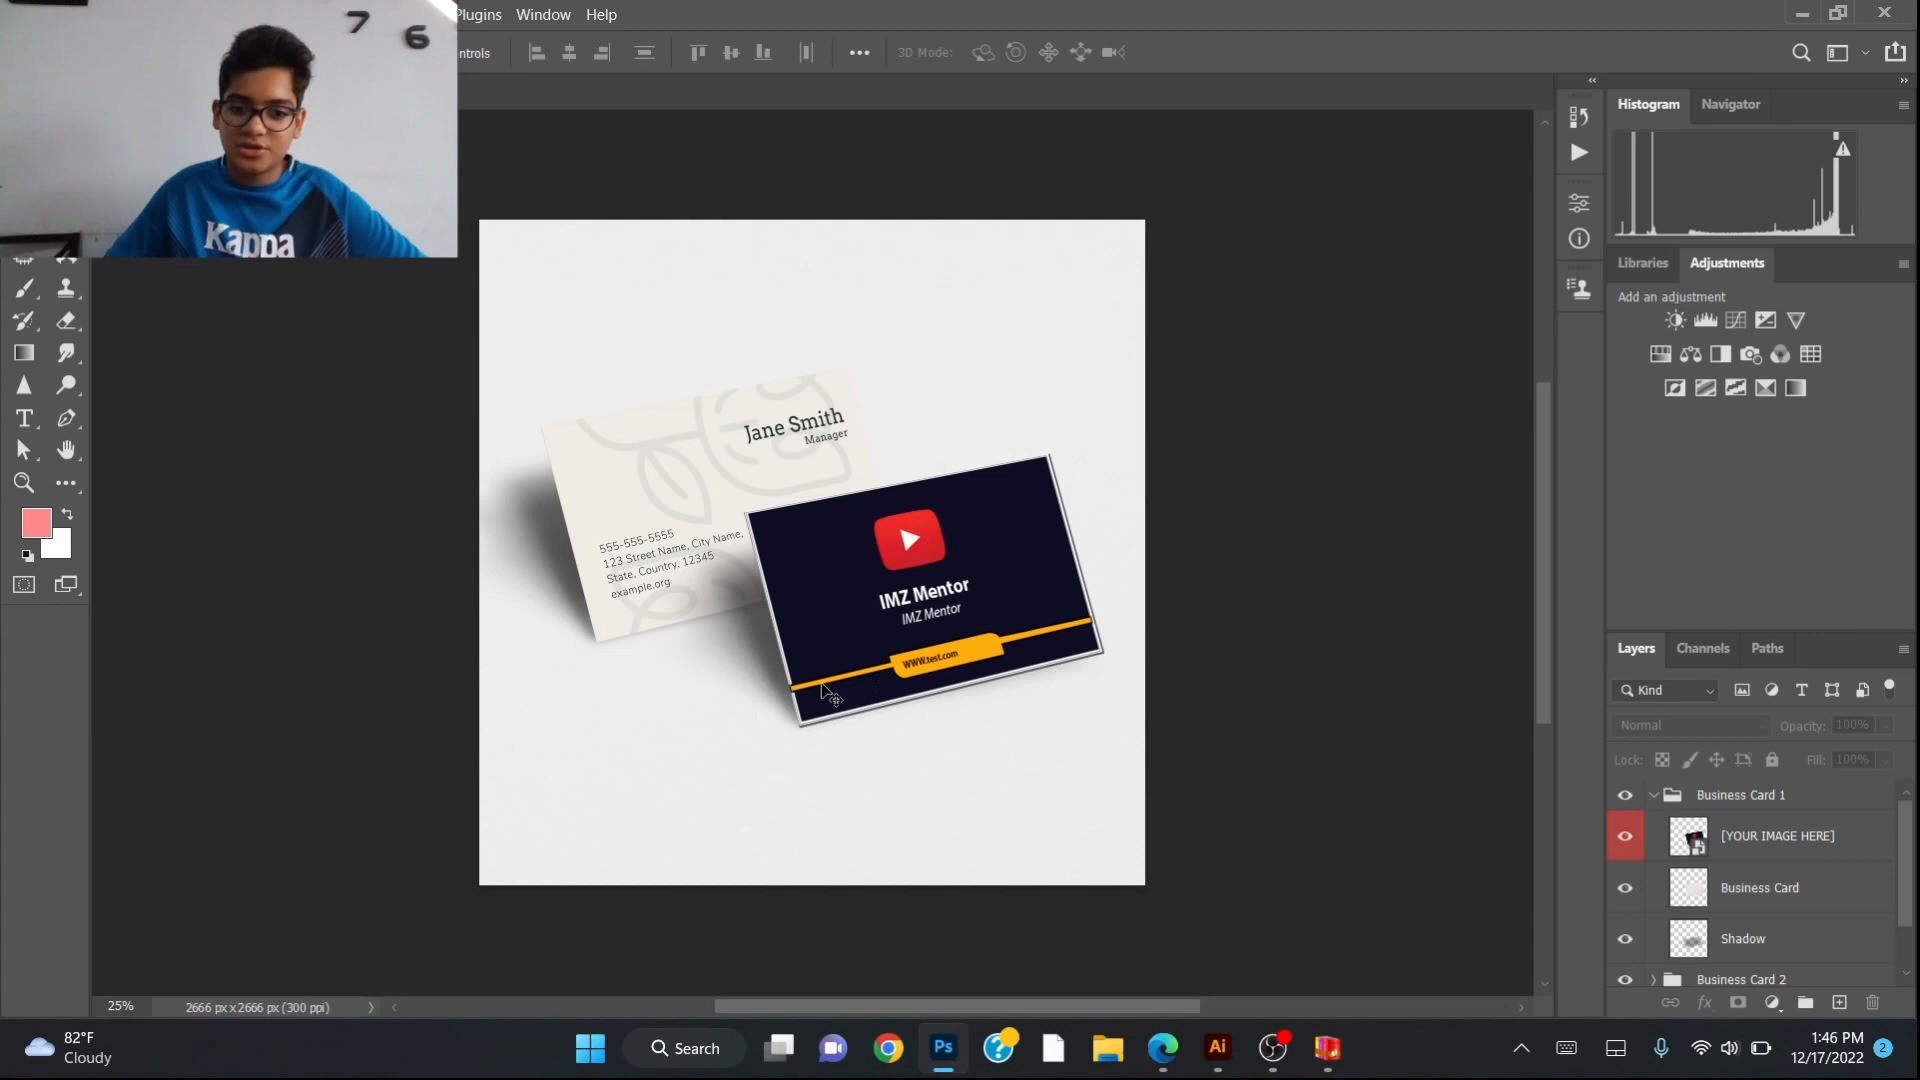 7 6
Kappa
Plugins Window Help
ntrols
3D Mode:
Histogram Navigator
Libraries Adjustments
Add an adjustment
Jane Smith
Manager
555-555-5555
123 Street Name, City Name,
State, Country, 12345
example.org
IMZ Mentor
IMZ Mentor
WWW.test.com
Layers Channels Paths
Kind
Normal Opacity: 100%
Lock: Fill: 100%
Business Card 1
[YOUR IMAGE HERE]
Business Card
Shadow
Business Card 2
fx
25% 2666 px x 2666 px (300 ppi)
82°F
Cloudy
Search
Ps
Ai
1:46 PM
12/17/2022
2